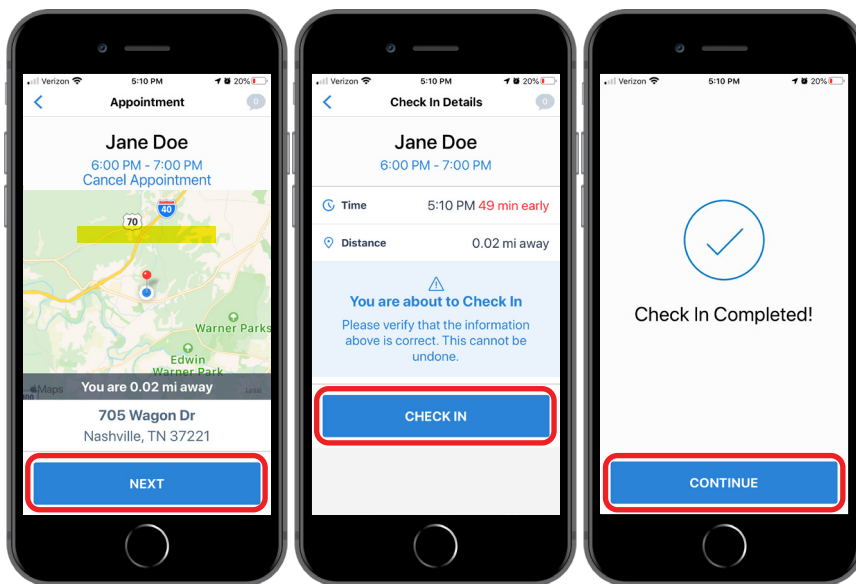 Verizon 5:10 PM 20%
Appointment 0
Jane Doe
6:00 PM - 7:00 PM
Cancel Appointment
40
70
Warner Parks
Edwin
Warner Park
Maps Legal
You are 0.02 mi away
705 Wagon Dr
Nashville, TN 37221
NEXT
Verizon 5:10 PM 20%
Check In Details 0
Jane Doe
6:00 PM - 7:00 PM
Time 5:10 PM 49 min early
Distance 0.02 mi away
You are about to Check In
Please verify that the information
above is correct. This cannot be
undone.
CHECK IN
Verizon 5:10 PM 20%
Check In Completed!
CONTINUE